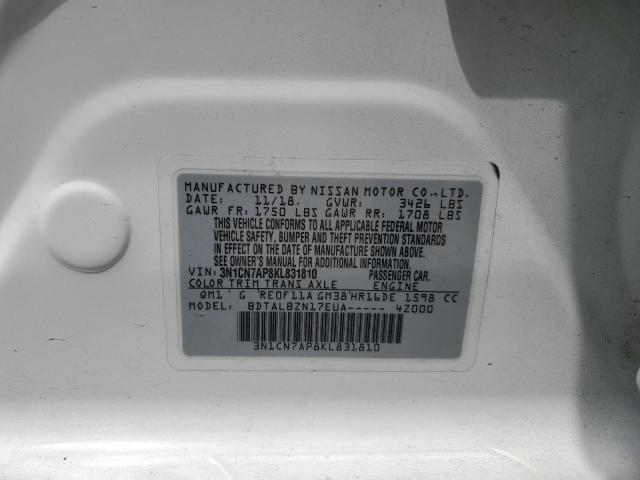 MANUFACTURED BY NISSAN MOTOR CO.,LTD.
DATE: 11/18. GVWR: 3426 LBS
GAWR FR: 1750 LBS GAWR RR: 1708 LBS
THIS VEHICLE CONFORMS TO ALL APPLICABLE FEDERAL MOTOR
VEHICLE SAFETY, BUMPER AND THEFT PREVENTION STANDARDS
IN EFFECT ON THE DATE OF MANUFACTURE SHOWN ABOVE.
SEE OWNER'S MANUAL FOR ADDITIONAL INFORMATION.
VIN: 3N1CN7AP8KL831810 PASSENGER CAR.
COLOR TRIM TRANS AXLE ENGINE
QM1 G RE0F11A GM38 HR16DE 1598 CC
MODEL: BDTALBZN17EUA----- 4Z000
3N1CN7AP8KL831810